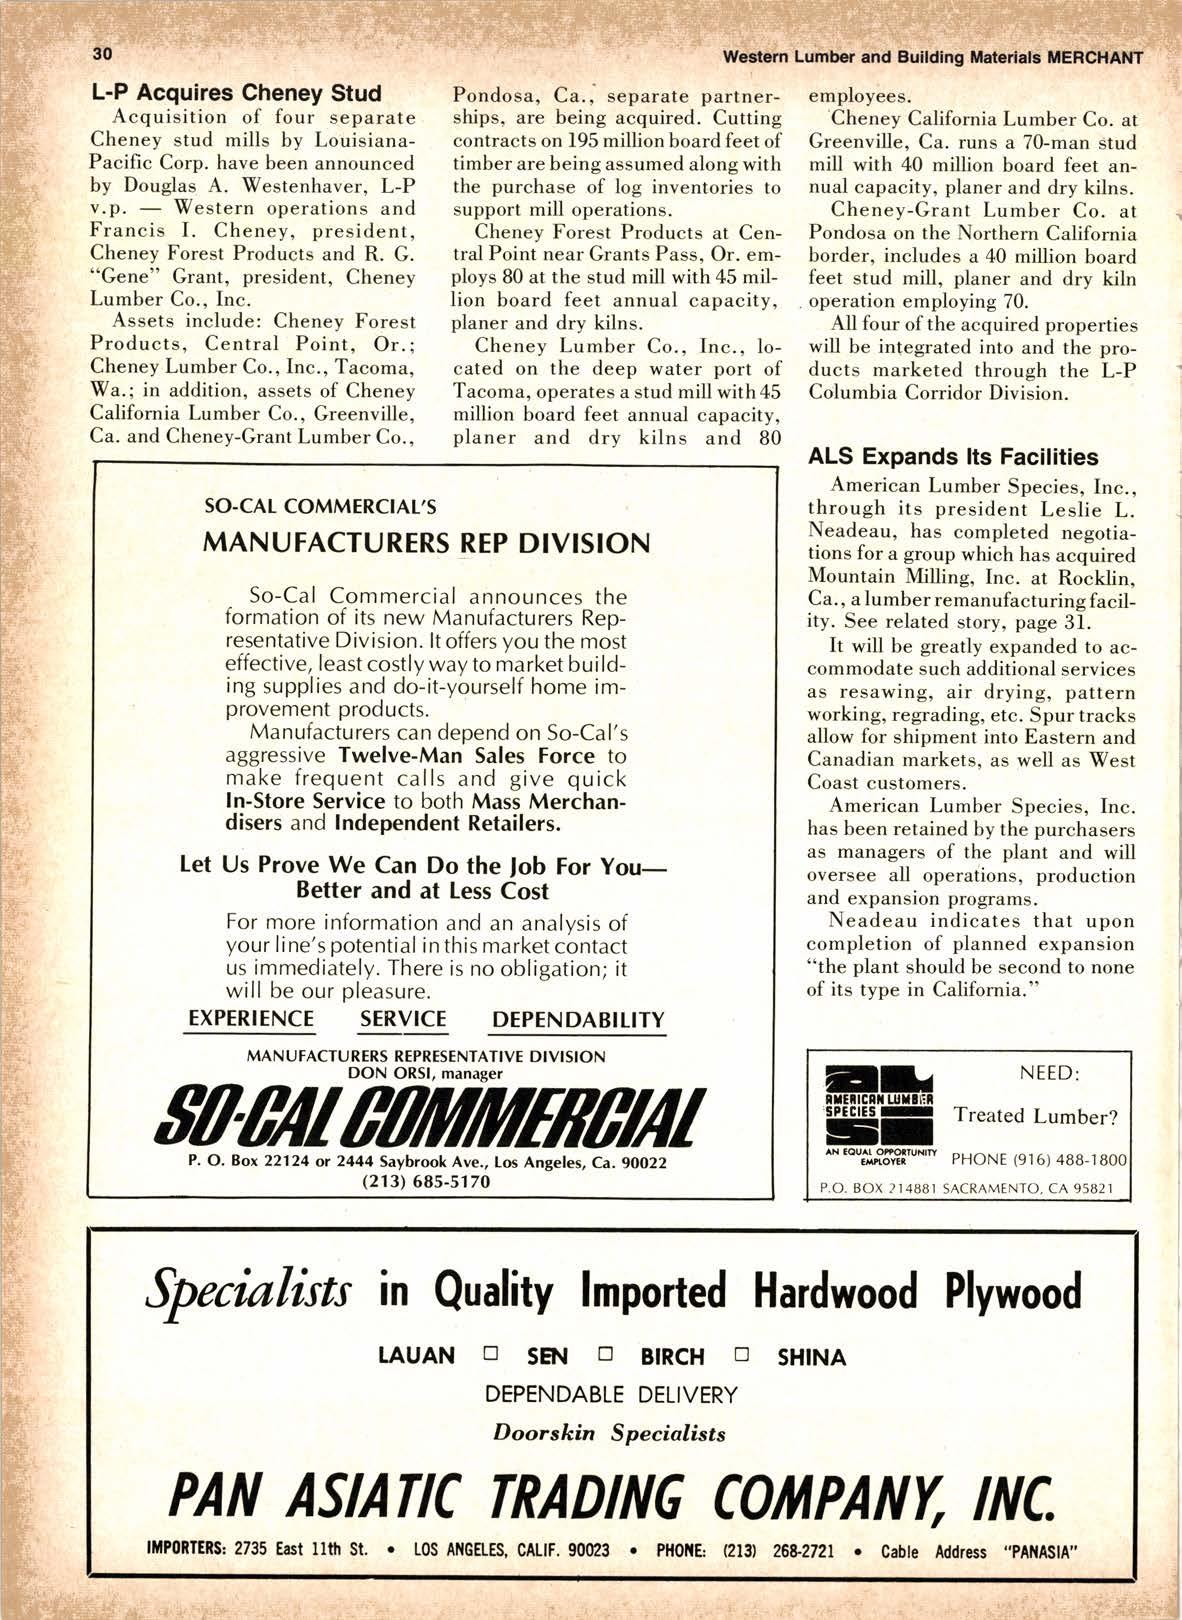 30
Western Lumber and Building Materials MERCHANT
L-P Acquires Cheney Stud
Acquisition of four separate
Cheney stud mills by Louisiana-
Pacific Corp. have been announced
by Douglas A. Westenhaver, L-P
v.p. — Western operations and
Francis I. Cheney, president,
Cheney Forest Products and R. G.
“Gene” Grant, president, Cheney
Lumber Co., Inc.
Assets include: Cheney Forest
Products, Central Point, Or.;
Cheney Lumber Co., Inc., Tacoma,
Wa.; in addition, assets of Cheney
California Lumber Co., Greenville,
Ca. and Cheney-Grant Lumber Co.,
Pondosa, Ca., separate partner-
ships, are being acquired. Cutting
contracts on 195 million board feet of
timber are being assumed along with
the purchase of log inventories to
support mill operations.
Cheney Forest Products at Cen-
tral Point near Grants Pass, Or. em-
ploys 80 at the stud mill with 45 mil-
lion board feet annual capacity,
planer and dry kilns.
Cheney Lumber Co., Inc., lo-
cated on the deep water port of
Tacoma, operates a stud mill with 45
million board feet annual capacity,
planer and dry kilns and 80
employees.
Cheney California Lumber Co. at
Greenville, Ca. runs a 70-man stud
mill with 40 million board feet an-
nual capacity, planer and dry kilns.
Cheney-Grant Lumber Co. at
Pondosa on the Northern California
border, includes a 40 million board
feet stud mill, planer and dry kiln
operation employing 70.
All four of the acquired properties
will be integrated into and the pro-
ducts marketed through the L-P
Columbia Corridor Division.
ALS Expands Its Facilities
American Lumber Species, Inc.,
through its president Leslie L.
Neadeau, has completed negotia-
tions for a group which has acquired
Mountain Milling, Inc. at Rocklin,
Ca., a lumber remanufacturing facil-
ity. See related story, page 31.
It will be greatly expanded to ac-
commodate such additional services
as resawing, air drying, pattern
working, regrading, etc. Spur tracks
allow for shipment into Eastern and
Canadian markets, as well as West
Coast customers.
American Lumber Species, Inc.
has been retained by the purchasers
as managers of the plant and will
oversee all operations, production
and expansion programs.
Neadeau indicates that upon
completion of planned expansion
“the plant should be second to none
of its type in California.”
SO-CAL COMMERCIAL'S
MANUFACTURERS REP DIVISION
So-Cal Commercial announces the
formation of its new Manufacturers Rep-
resentative Division. It offers you the most
effective, least costly way to market build-
ing supplies and do-it-yourself home im-
provement products.
Manufacturers can depend on So-Cal's
aggressive Twelve-Man Sales Force to
make frequent calls and give quick
In-Store Service to both Mass Merchan-
disers and Independent Retailers.
Let Us Prove We Can Do the Job For You—
Better and at Less Cost
For more information and an analysis of
your line's potential in this market contact
us immediately. There is no obligation; it
will be our pleasure.
EXPERIENCE SERVICE DEPENDABILITY
MANUFACTURERS REPRESENTATIVE DIVISION
DON ORSI, manager
SO-CAL COMMERCIAL
P. O. Box 22124 or 2444 Saybrook Ave., Los Angeles, Ca. 90022
(213) 685-5170
AMERICAN LUMBER
SPECIES
AN EQUAL OPPORTUNITY
EMPLOYER
NEED:
Treated Lumber?
PHONE (916) 488-1800
P.O. BOX 214881 SACRAMENTO, CA 95821
Specialists in Quality Imported Hardwood Plywood
LAUAN □ SEN □ BIRCH □ SHINA
DEPENDABLE DELIVERY
Doorskin Specialists
PAN ASIATIC TRADING COMPANY, INC.
IMPORTERS: 2735 East 11th St. • LOS ANGELES, CALIF. 90023 • PHONE: (213) 268-2721 • Cable Address “PANASIA”